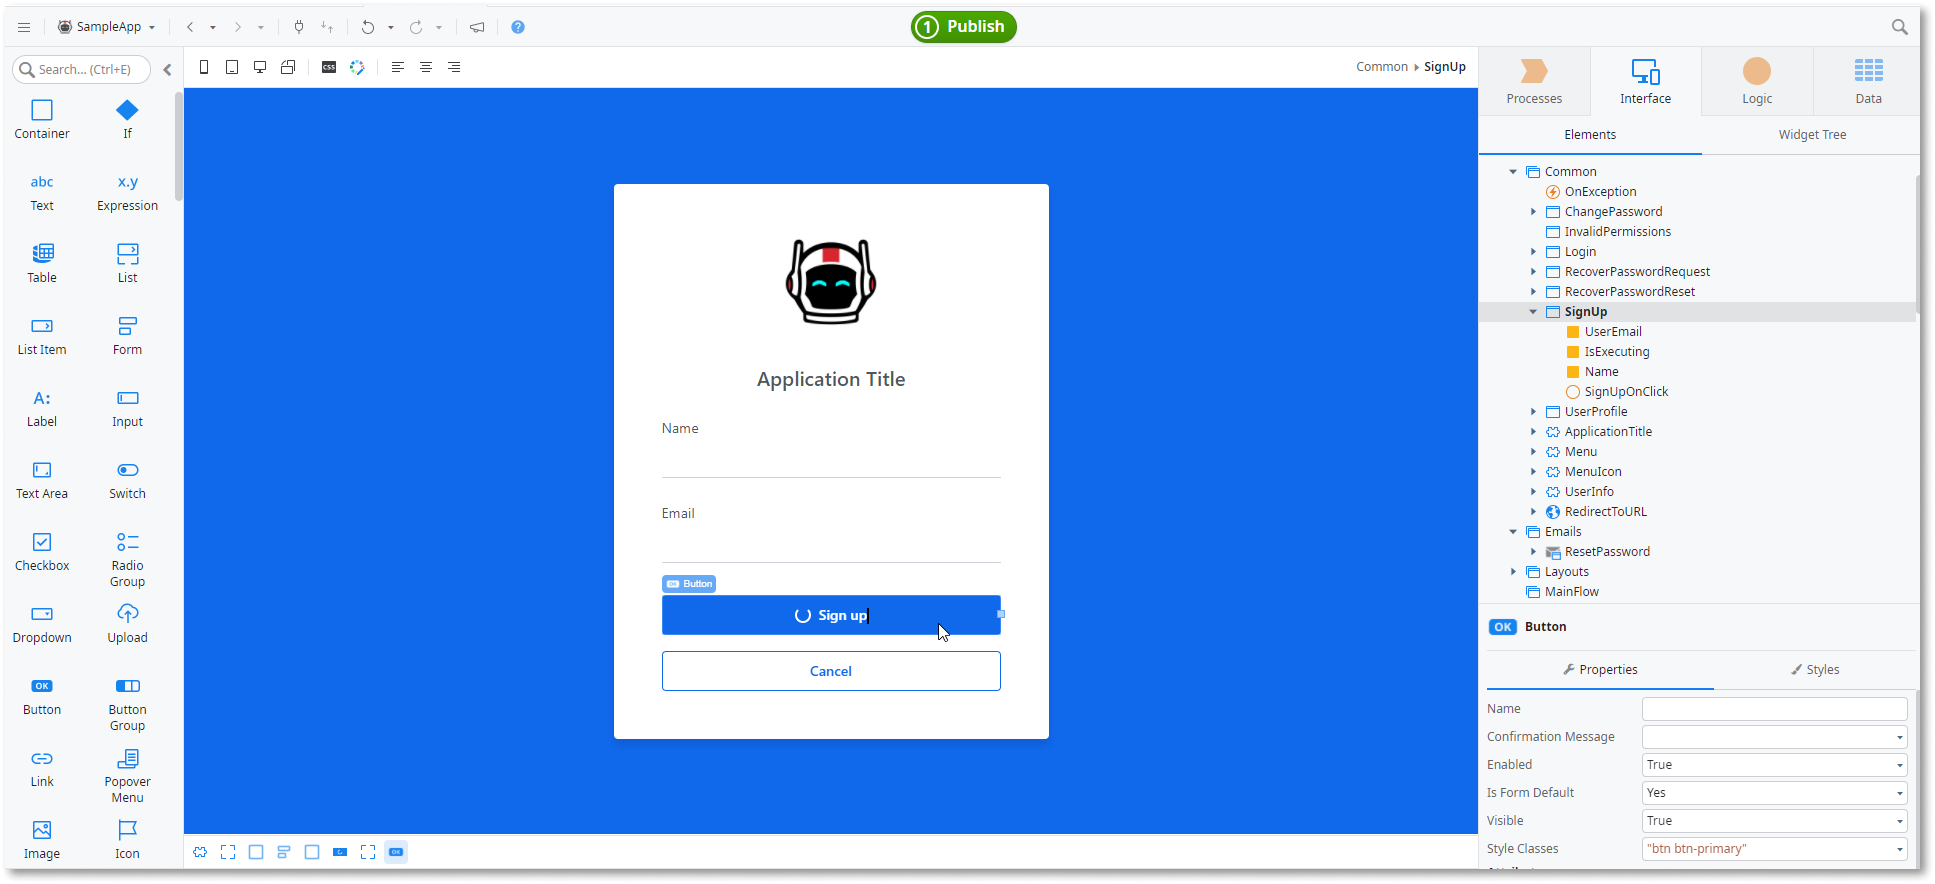 SampleApp
1 Publish
Search... (Ctrl+E)
Container
If
abc
Text
x.y
Expression
Table
List
List Item
Form
A:
Label
Input
Text Area
Switch
Checkbox
Radio
Group
Dropdown
Upload
OK
Button
Button
Group
Link
Popover
Menu
Image
Icon
CSS
Common
SignUp
Application Title
Name
Email
OK Button
Sign up
Cancel
OK
Processes
Interface
Logic
Data
Elements
Widget Tree
Common
OnException
ChangePassword
InvalidPermissions
Login
RecoverPasswordRequest
RecoverPasswordReset
SignUp
UserEmail
IsExecuting
Name
SignUpOnClick
UserProfile
ApplicationTitle
Menu
MenuIcon
UserInfo
RedirectToURL
Emails
ResetPassword
Layouts
MainFlow
OK Button
Properties
Styles
Name
Confirmation Message
Enabled True
Is Form Default Yes
Visible True
Style Classes "btn btn-primary"